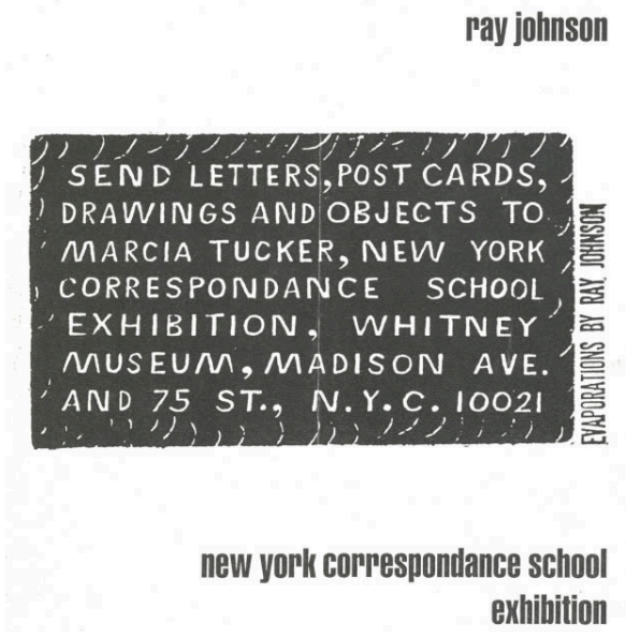 ray johnson
SEND LETTERS, POST CARDS,
DRAWINGS AND OBJECTS TO
MARCIA TUCKER, NEW YORK
CORRESPONDANCE SCHOOL
EXHIBITION, WHITNEY
MUSEUM, MADISON AVE.
AND 75 ST., N.Y.C. 10021
EVAPORATIONS BY RAY JOHNSON
new york correspondance school
exhibition